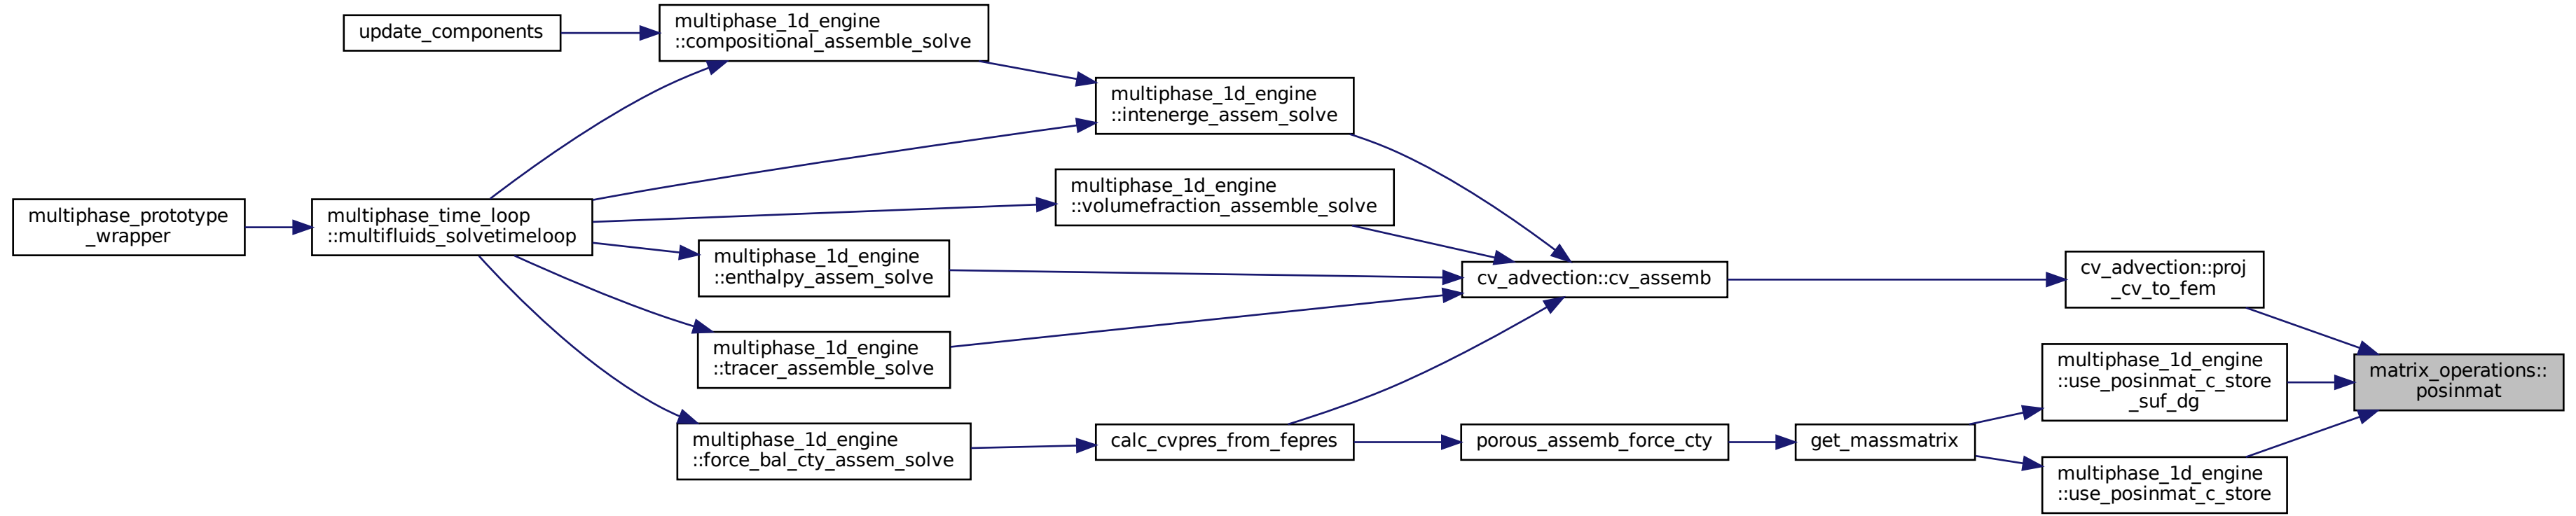 update_components
multiphase_1d_engine
::compositional_assemble_solve
multiphase_1d_engine
::intenerge_assem_solve
multiphase_1d_engine
::volumefraction_assemble_solve
multiphase_prototype
_wrapper
multiphase_time_loop
::multifluids_solvetimeloop
multiphase_1d_engine
::enthalpy_assem_solve
cv_advection::cv_assemb
cv_advection::proj
_cv_to_fem
multiphase_1d_engine
::tracer_assemble_solve
multiphase_1d_engine
::use_posinmat_c_store
_suf_dg
matrix_operations::
posinmat
multiphase_1d_engine
::force_bal_cty_assem_solve
calc_cvpres_from_fepres
porous_assemb_force_cty
get_massmatrix
multiphase_1d_engine
::use_posinmat_c_store